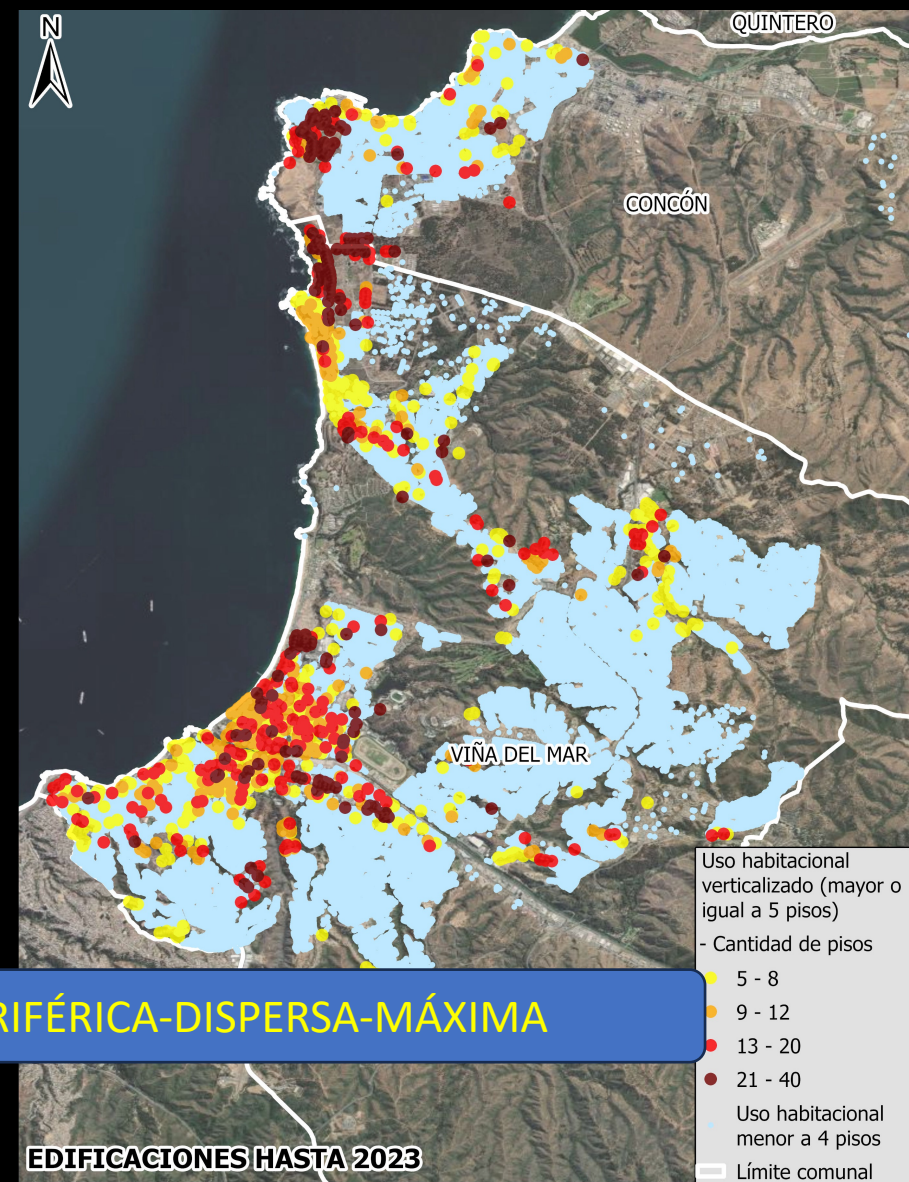 N
QUINTERO
CONCÓN
VIÑA DEL MAR
Uso habitacional
verticalizado (mayor o
igual a 5 pisos)
- Cantidad de pisos
5 - 8
9 - 12
13 - 20
21 - 40
Uso habitacional
menor a 4 pisos
Límite comunal
RIFÉRICA-DISPERSA-MÁXIMA
EDIFICACIONES HASTA 2023